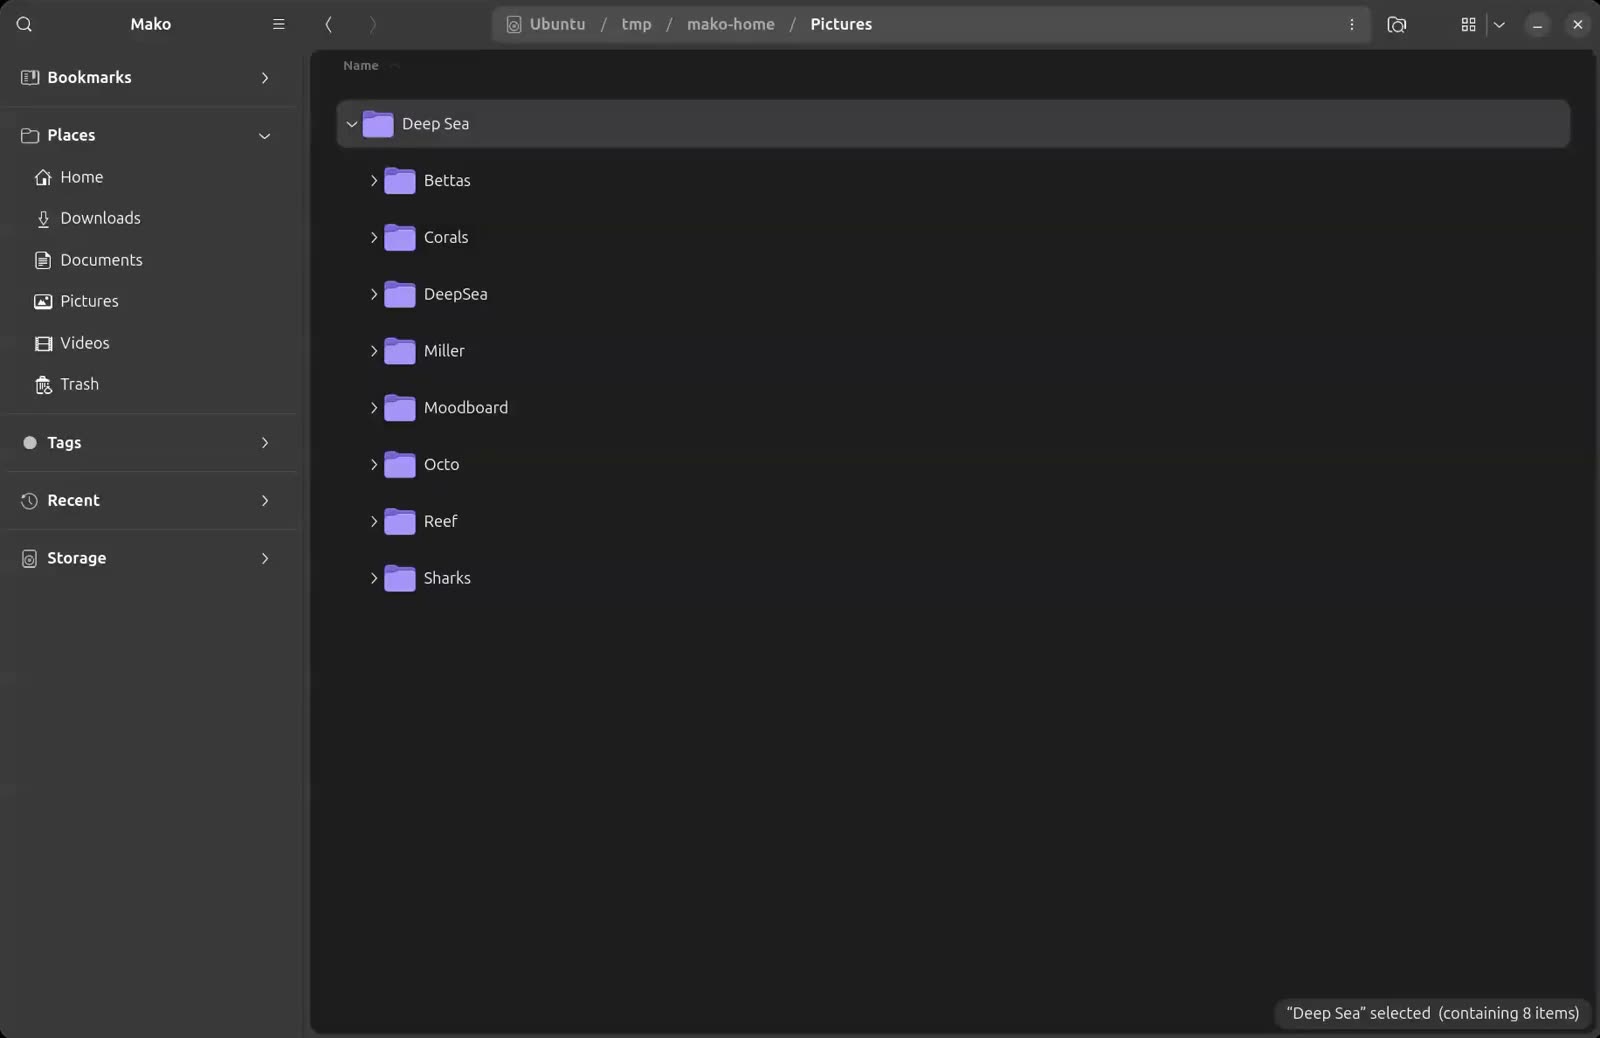 Mako
Ubuntu / tmp / mako-home / Pictures
Bookmarks
Places
Home
Downloads
Documents
Pictures
Videos
Trash
Tags
Recent
Storage
Name
Deep Sea
Bettas
Corals
DeepSea
Miller
Moodboard
Octo
Reef
Sharks
“Deep Sea” selected (containing 8 items)